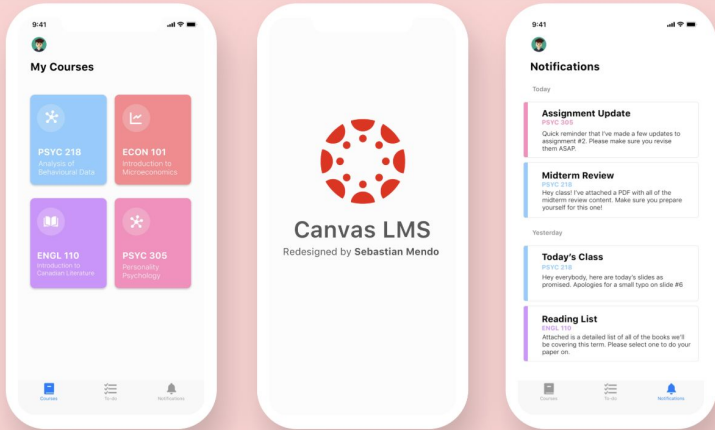 9:41
My Courses
PSYC 218
Analysis of
Behavioural Data
ECON 101
Introduction to
Microeconomics
ENGL 110
Introduction to
Canadian Literature
PSYC 305
Personality
Psychology
Courses
To do
Notifications
Canvas LMS
Redesigned by Sebastian Mendo
9:41
Notifications
Today
Assignment Update
PSYC 305
Quick reminder that I've made a few updates to
assignment #2. Please make sure you revise
them ASAP.
Midterm Review
PSYC 218
Hey class! I've attached a PDF with all of the
midterm review content. Make sure you prepare
yourself for this one!
Yesterday
Today's Class
PSYC 218
Hey everybody, here are today's slides as
promised. Apologies for a small typo on slide #6
Reading List
ENGL 110
Attached is a detailed list of all of the books we'll
be covering this term. Please select one to do your
paper on.
Courses
To do
Notifications